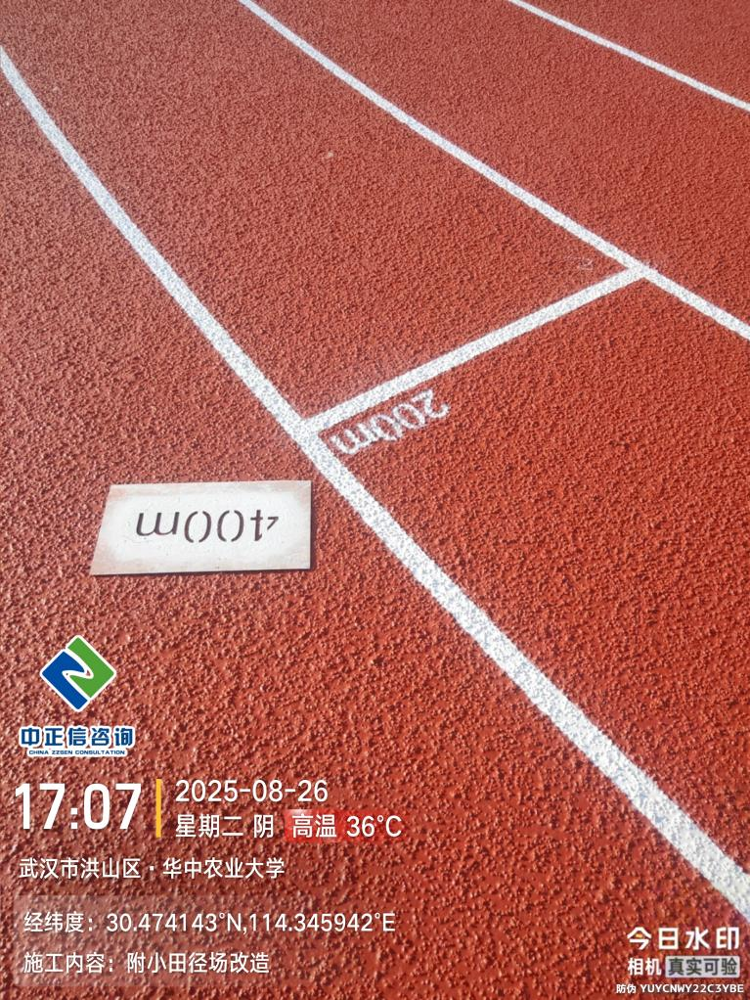 200m
400m
中正信咨询
CHINA ZZSEN CONSULTATION
17:07
2025-08-26
星期二 阴 高温 36°C
武汉市洪山区·华中农业大学
经纬度：30.474143°N,114.345942°E
施工内容：附小田径场改造
今日水印
相机 真实可验
防伪 YUYCNWY22C3YBE